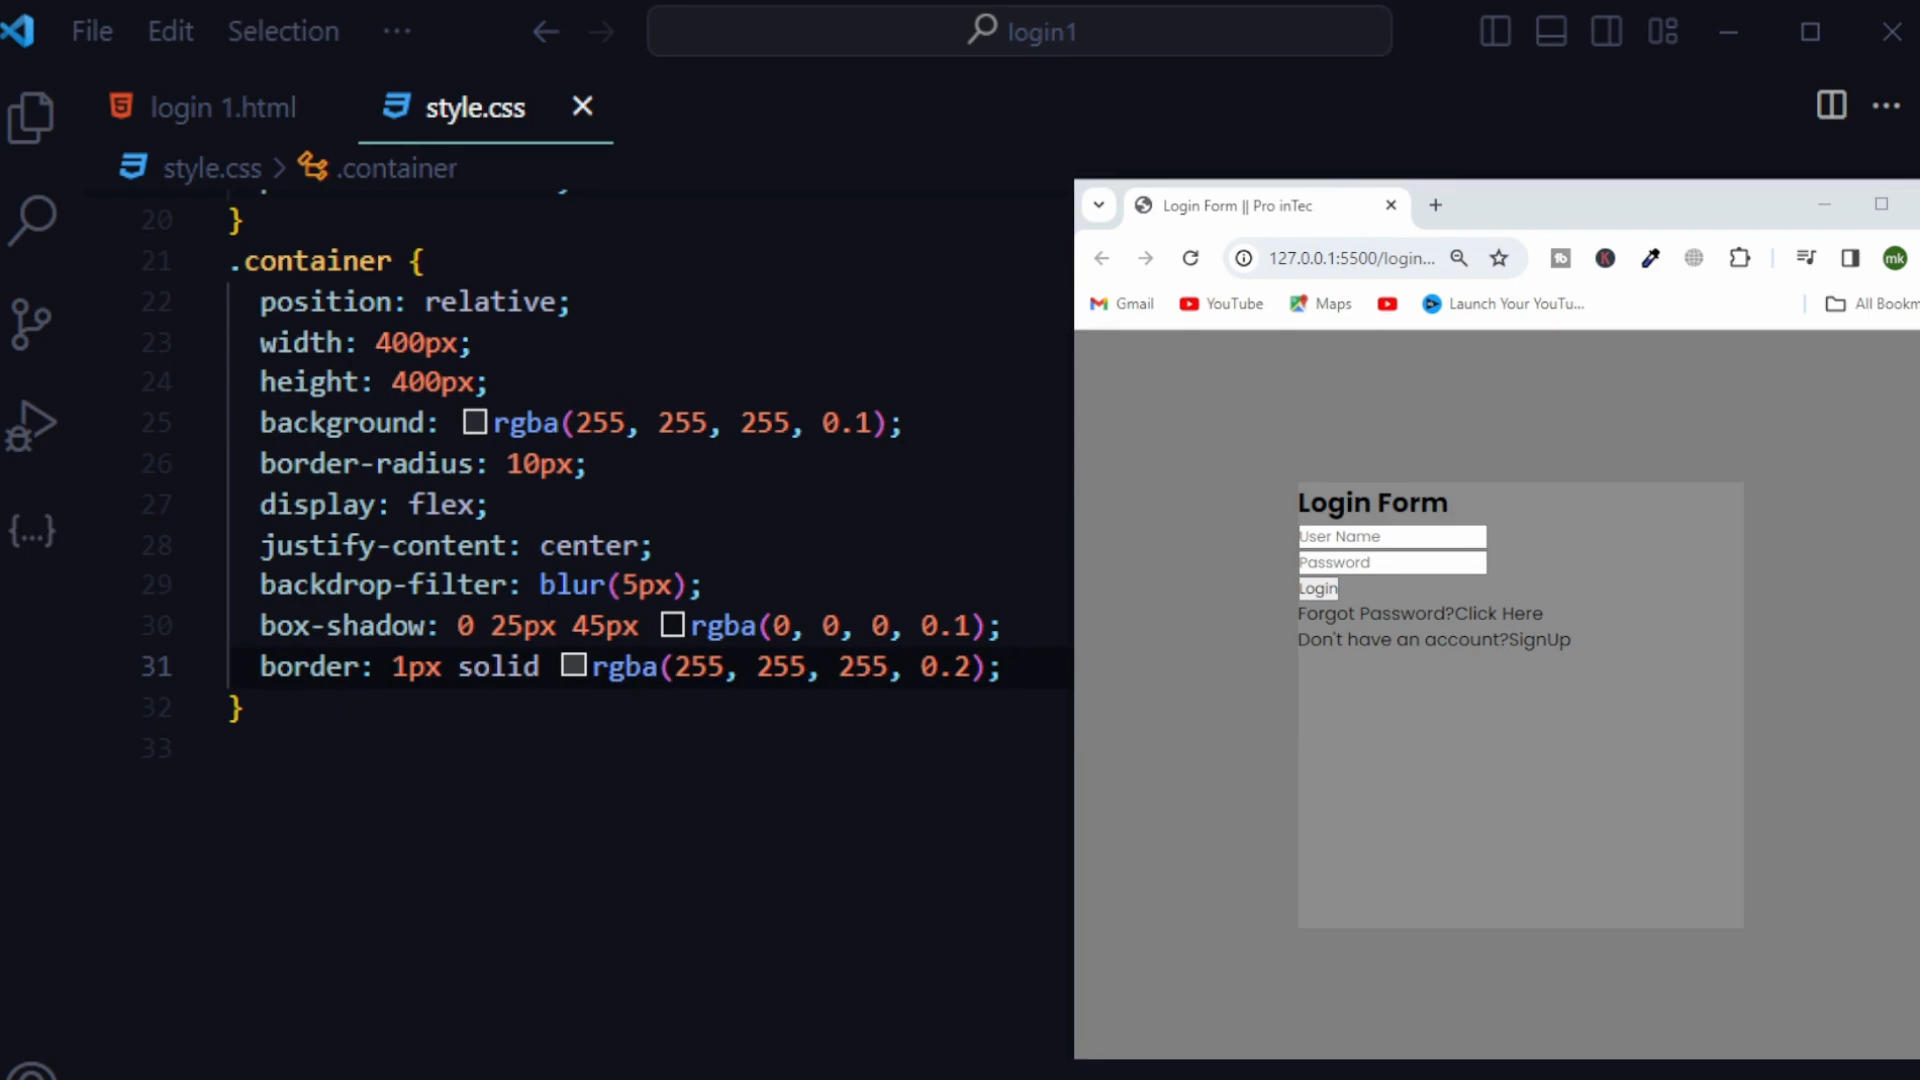 File Edit Selection ···
login1
login 1.html
style.css
style.css > .container
20 }
21 .container {
22 position: relative;
23 width: 400px;
24 height: 400px;
25 background: rgba(255, 255, 255, 0.1);
26 border-radius: 10px;
27 display: flex;
28 justify-content: center;
29 backdrop-filter: blur(5px);
30 box-shadow: 0 25px 45px rgba(0, 0, 0, 0.1);
31 border: 1px solid rgba(255, 255, 255, 0.2);
32 }
33
Login Form || Pro inTec
127.0.0.1:5500/login...
mk
Gmail YouTube Maps Launch Your YouTu... All Bookm
Login Form
User Name
Password
Login
Forgot Password?Click Here
Don't have an account?SignUp